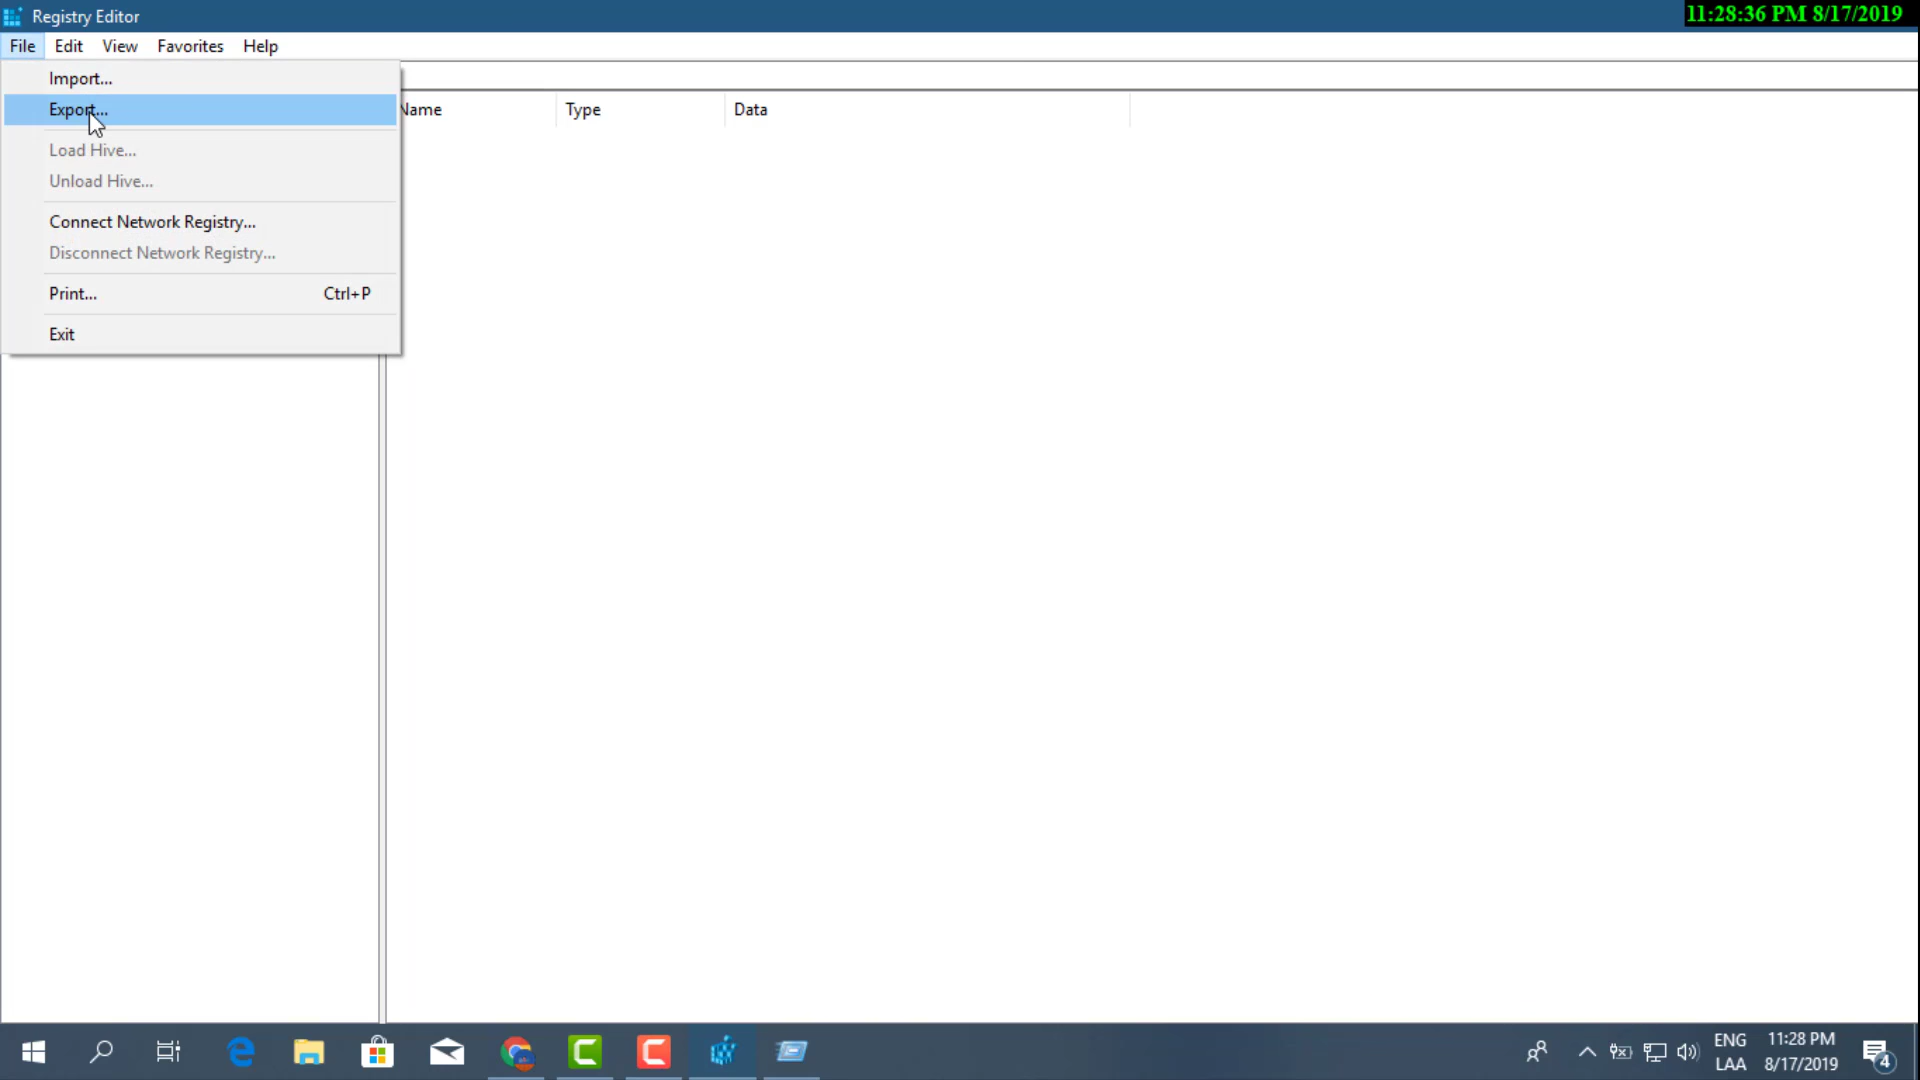 Registry Editor
11:28:36 PM 8/17/2019
File Edit View Favorites Help
Import...
Export...
Name Type Data
Load Hive...
Unload Hive...
Connect Network Registry...
Disconnect Network Registry...
Print... Ctrl+P
Exit
ENG 11:28 PM
LAA 8/17/2019
4